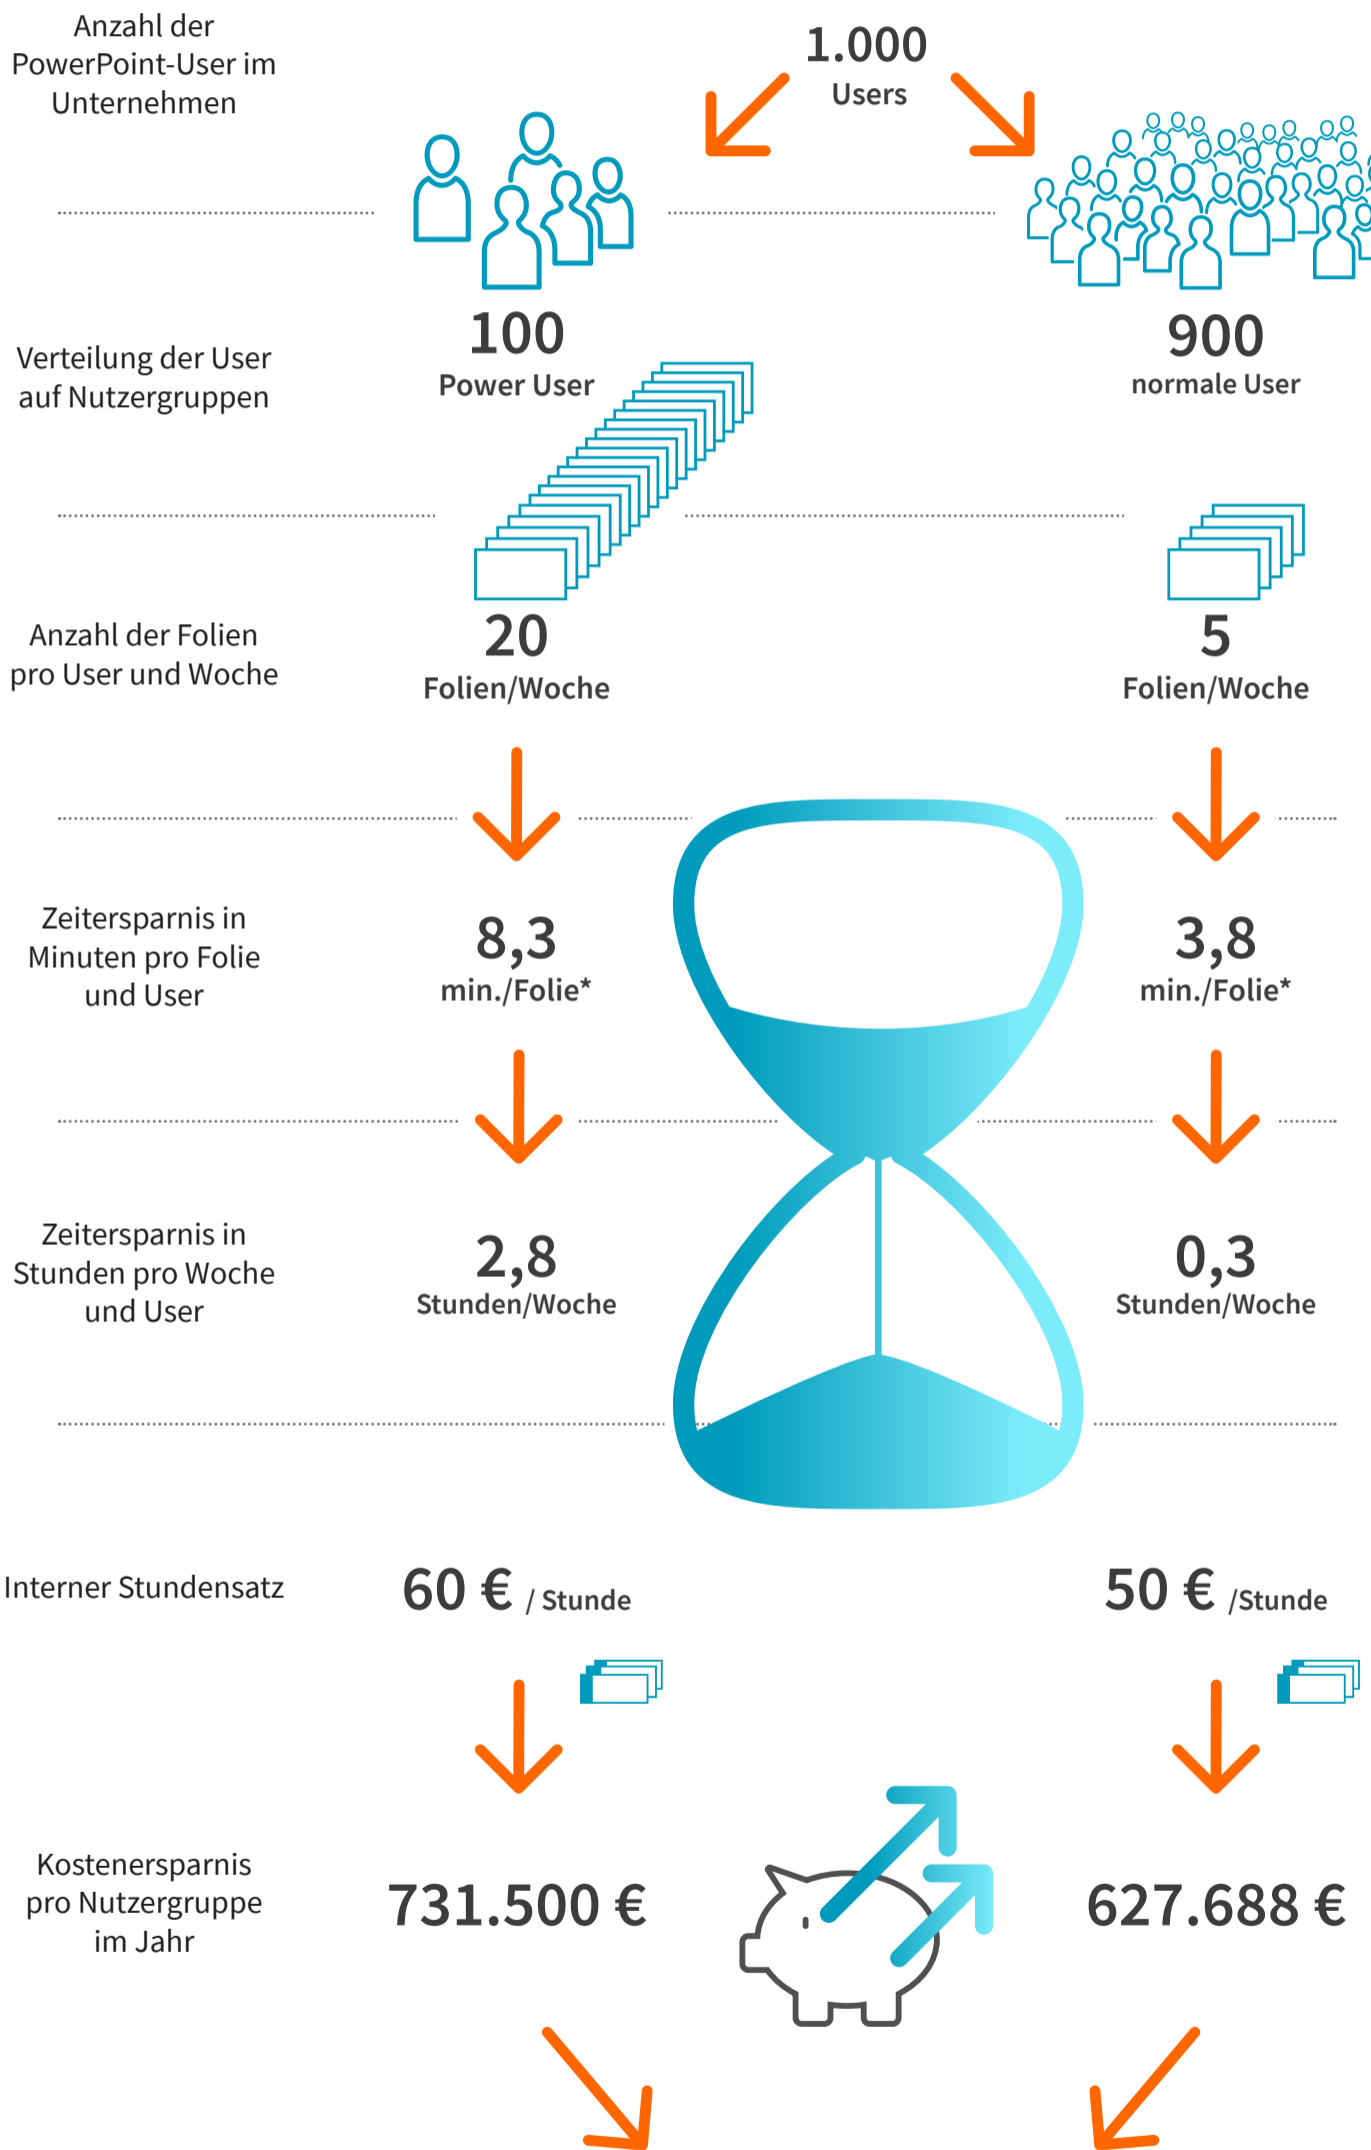 Anzahl der
PowerPoint-User im
Unternehmen
1.000
Users
Verteilung der User
auf Nutzergruppen
100
Power User
900
normale User
Anzahl der Folien
pro User und Woche
20
Folien/Woche
5
Folien/Woche
Zeitersparnis in
Minuten pro Folie
und User
8,3
min./Folie*
3,8
min./Folie*
Zeitersparnis in
Stunden pro Woche
und User
2,8
Stunden/Woche
0,3
Stunden/Woche
Interner Stundensatz
60 € / Stunde
50 € /Stunde
Kostenersparnis
pro Nutzergruppe
im Jahr
731.500 €
627.688 €